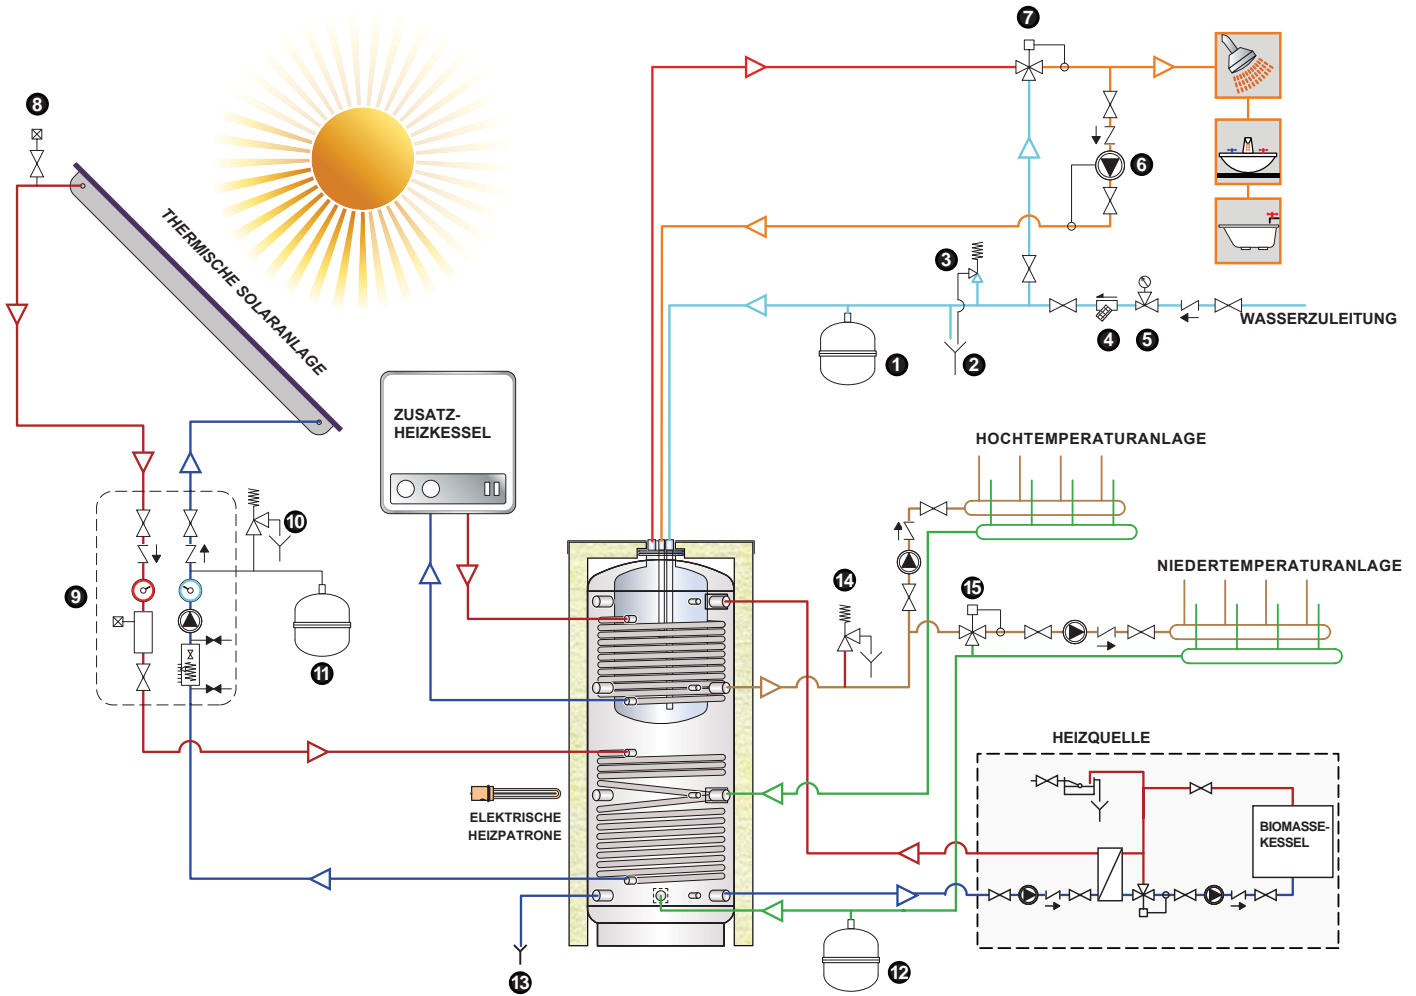 7
8
THERMISCHE SOLARANLAGE
6
3
WASSERZULEITUNG
4
5
1
2
ZUSATZ-
HEIZKESSEL
HOCHTEMPERATURANLAGE
10
9
11
14
15
NIEDERTEMPERATURANLAGE
HEIZQUELLE
ELEKTRISCHE
HEIZPATRONE
BIOMASSE-
KESSEL
13
12